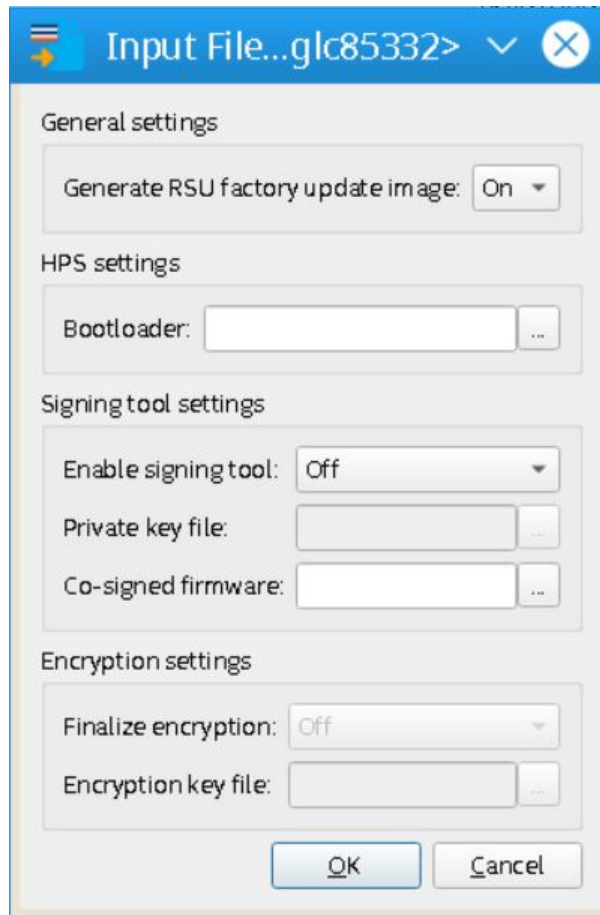 Input File...glc85332>
General settings
Generate RSU factory update image: On
HPS settings
Bootloader: ...
Signing tool settings
Enable signing tool: Off
Private key file: ...
Co-signed firmware: ...
Encryption settings
Finalize encryption: Off
Encryption key file: ...
OK Cancel